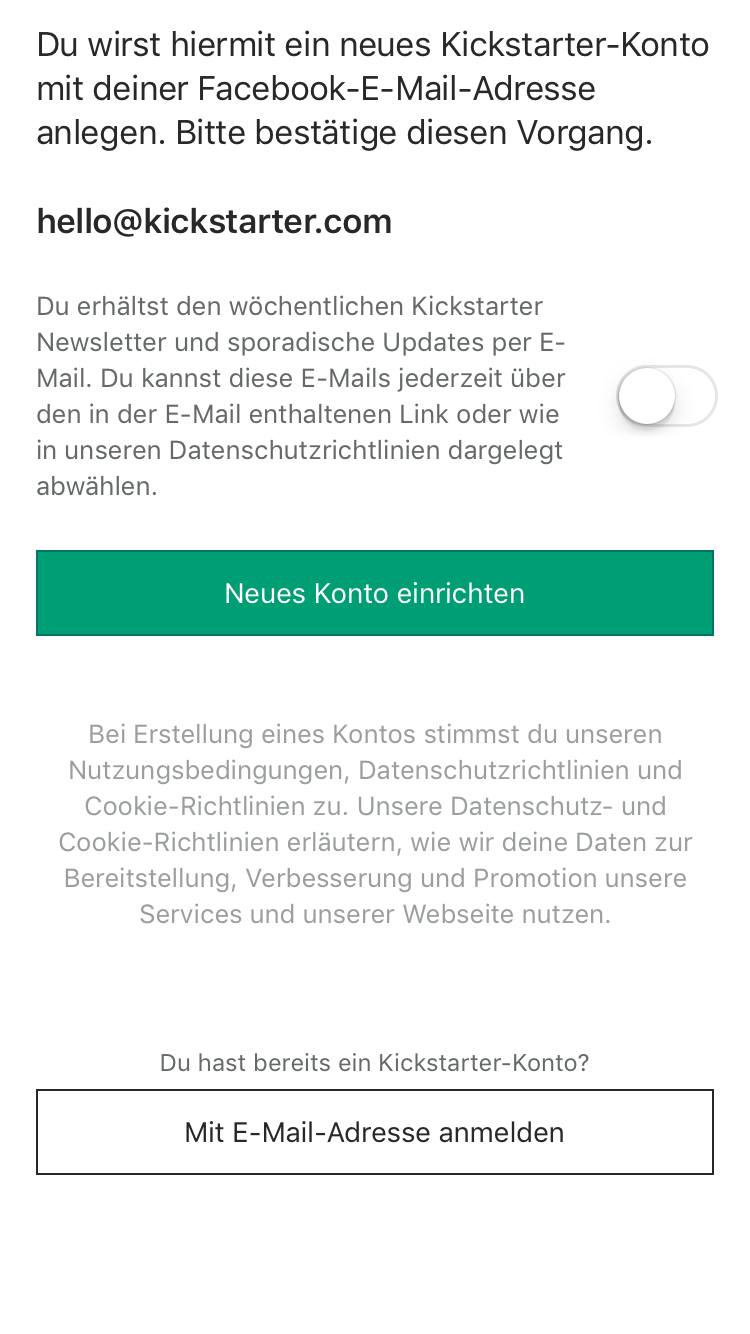 Du wirst hiermit ein neues Kickstarter-Konto
mit deiner Facebook-E-Mail-Adresse
anlegen. Bitte bestätige diesen Vorgang.
hello@kickstarter.com
Du erhältst den wöchentlichen Kickstarter
Newsletter und sporadische Updates per E-
Mail. Du kannst diese E-Mails jederzeit über
den in der E-Mail enthaltenen Link oder wie
in unseren Datenschutzrichtlinien dargelegt
abwählen.
Neues Konto einrichten
Bei Erstellung eines Kontos stimmst du unseren
Nutzungsbedingungen, Datenschutzrichtlinien und
Cookie-Richtlinien zu. Unsere Datenschutz- und
Cookie-Richtlinien erläutern, wie wir deine Daten zur
Bereitstellung, Verbesserung und Promotion unsere
Services und unserer Webseite nutzen.
Du hast bereits ein Kickstarter-Konto?
Mit E-Mail-Adresse anmelden